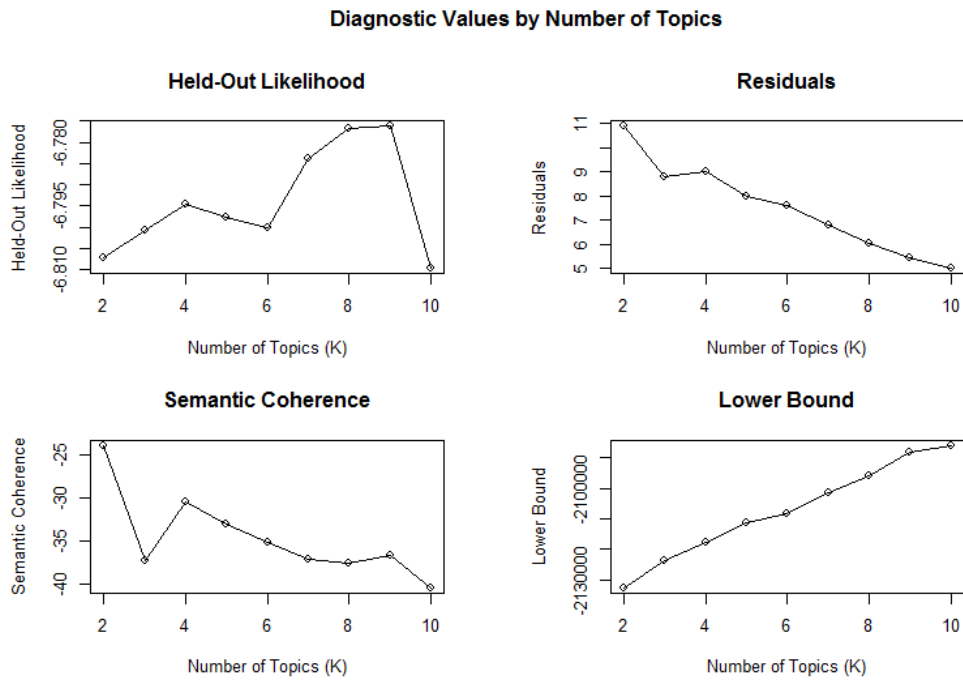 Diagnostic Values by Number of Topics
Held-Out Likelihood
Held-Out Likelihood
-6.780
-6.795
-6.810
2 4 6 8 10
Number of Topics (K)
Residuals
Residuals
11
9
8
7
6
5
2 4 6 8 10
Number of Topics (K)
Semantic Coherence
Semantic Coherence
-25
-30
-35
-40
2 4 6 8 10
Number of Topics (K)
Lower Bound
Lower Bound
-2100000
-2130000
2 4 6 8 10
Number of Topics (K)